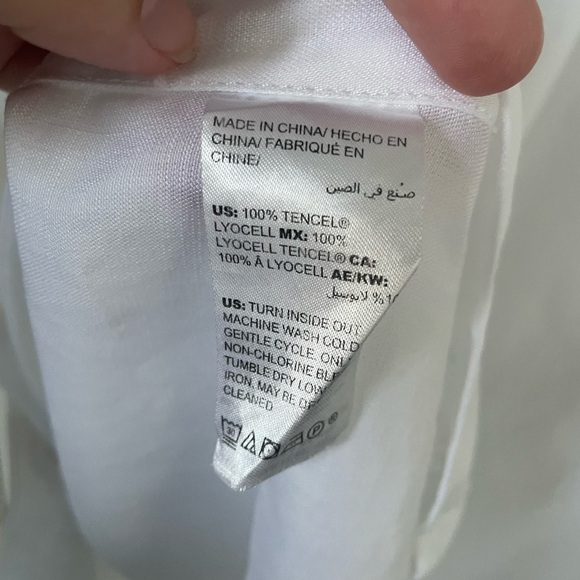 MADE IN CHINA/ HECHO EN
CHINA/ FABRIQUÉ EN
CHINE/
صنع في الصين
US: 100% TENCEL®
LYOCELL MX: 100%
LYOCELL TENCEL® CA:
100% Â LYOCELL AE/KW:
% لايوسيل
US: TURN INSIDE OUT
MACHINE WASH COLD
GENTLE CYCLE. ONL
NON-CHLORINE BL
TUMBLE DRY LOW
IRON. MAY BE
CLEANED
P ®